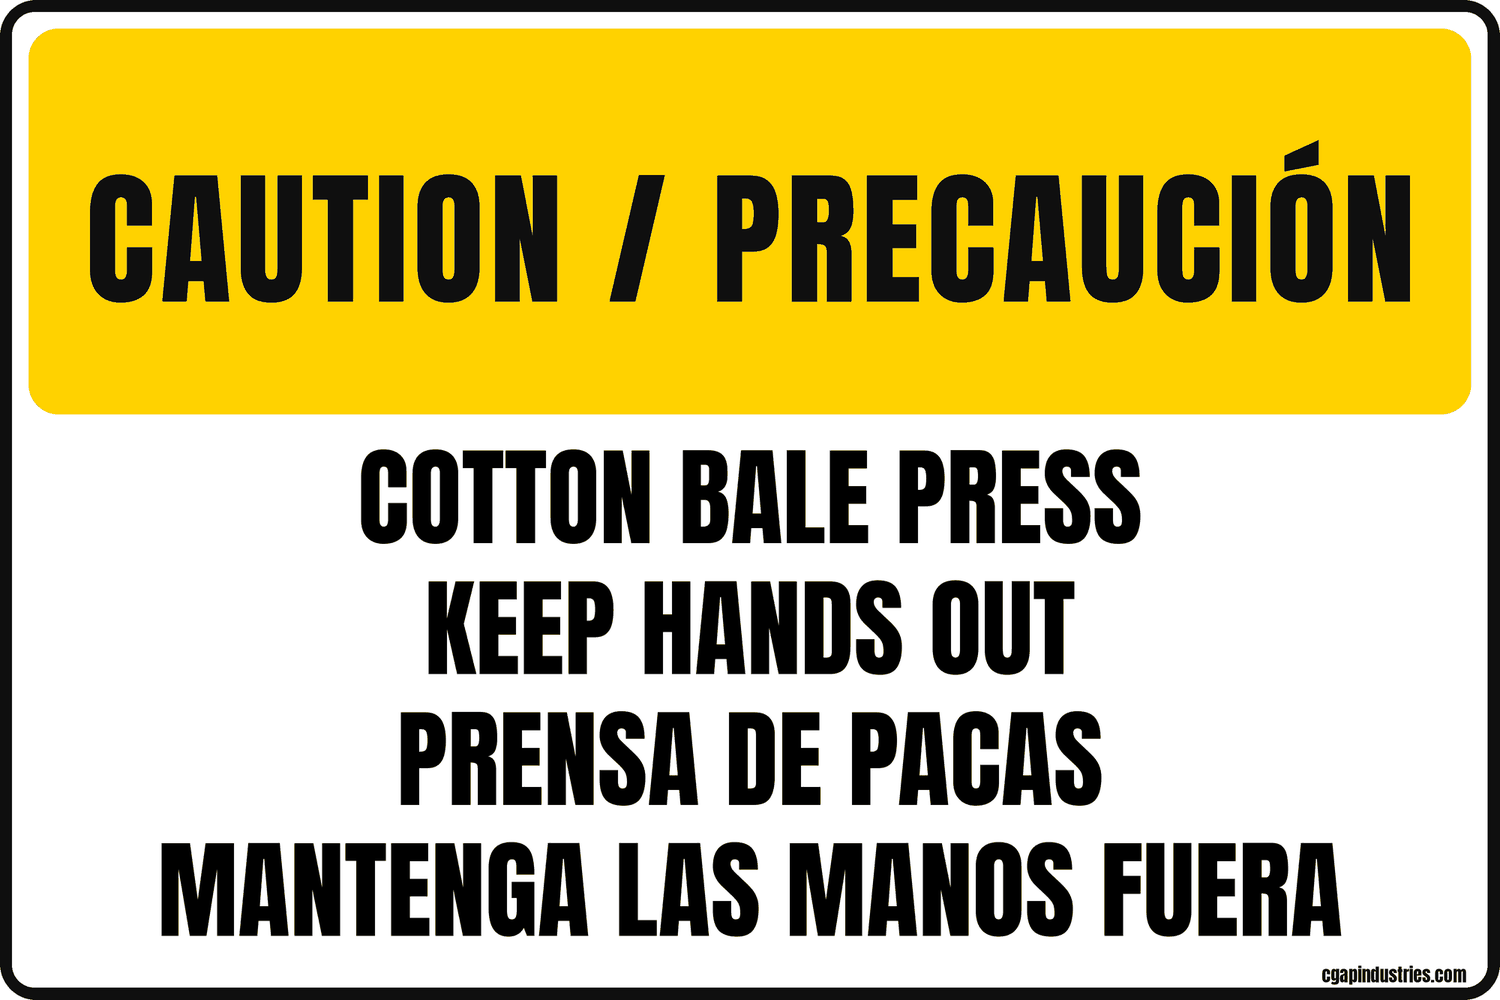 CAUTION / PRECAUCIÓN
COTTON BALE PRESS
KEEP HANDS OUT
PRENSA DE PACAS
MANTENGA LAS MANOS FUERA
cgapindustries.com